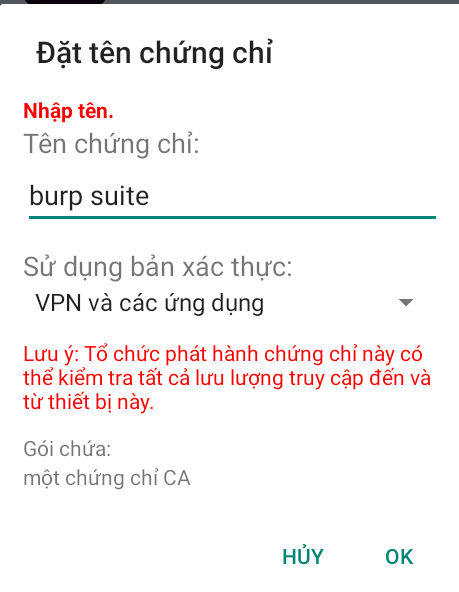 Đặt tên chứng chỉ
Nhập tên.
Tên chứng chỉ:
burp suite
Sử dụng bản xác thực:
VPN và các ứng dụng
Lưu ý: Tổ chức phát hành chứng chỉ này có
thể kiểm tra tất cả lưu lượng truy cập đến và
từ thiết bị này.
Gói chứa:
một chứng chỉ CA
HỦY OK